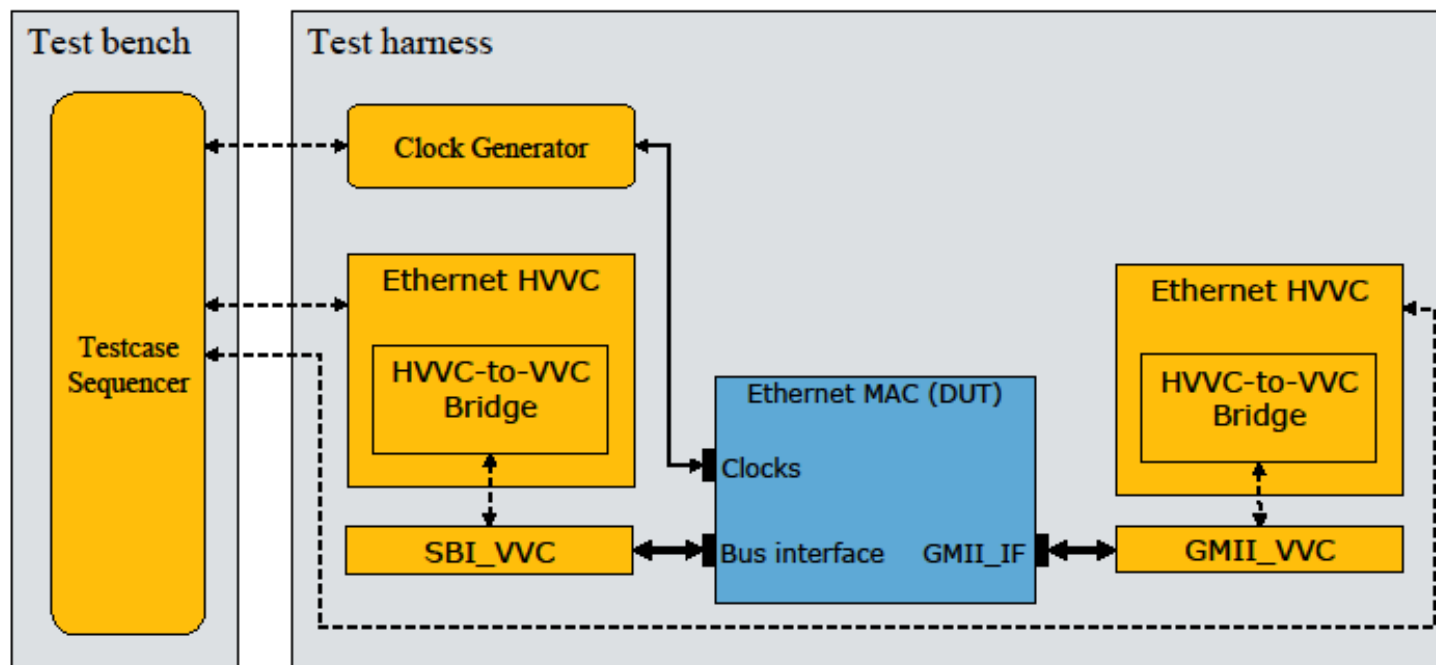 Test bench
Testcase
Sequencer
Test harness
Clock Generator
Ethernet HVVC
HVVC-to-VVC
Bridge
SBI_VVC
Ethernet MAC (DUT)
Clocks
Bus interface
GMII_IF
Ethernet HVVC
HVVC-to-VVC
Bridge
GMII_VVC